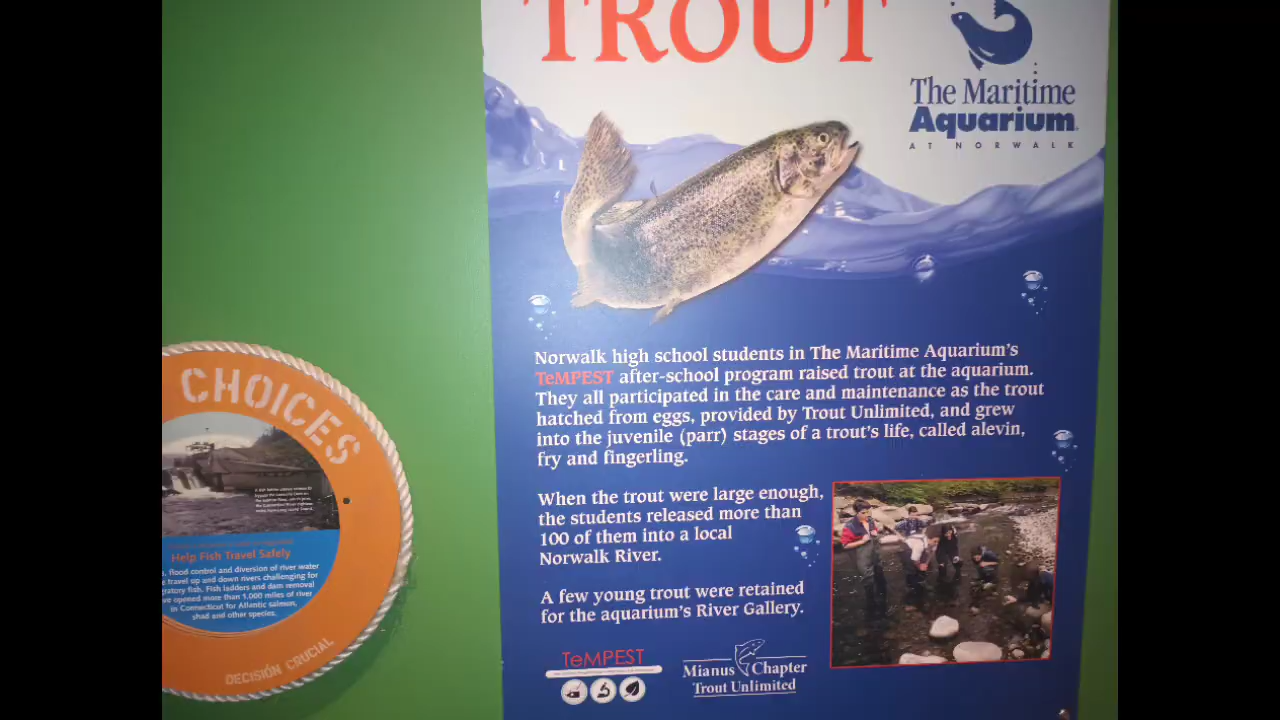 TROUT
The Maritime
Aquarium
AT NORWALK
Norwalk high school students in The Maritime Aquarium's
TeMPEST after-school program raised trout at the aquarium.
They all participated in the care and maintenance as the trout
hatched from eggs, provided by Trout Unlimited, and grew
into the juvenile (parr) stages of a trout's life, called alevin,
fry and fingerling.
When the trout were large enough,
the students released more than
100 of them into a local
Norwalk River.
A few young trout were retained
for the aquarium's River Gallery.
TeMPEST
Mianus Chapter
Trout Unlimited
CHOICES
Help Fish Travel Safely
flood control and diversion of river water
travel up and down rivers challenging for
fish. Fish ladders and dam removal
opened more than 1,000 miles of river
in Connecticut for Atlantic salmon,
shad and other species.
DECISIÓN CRUCIAL